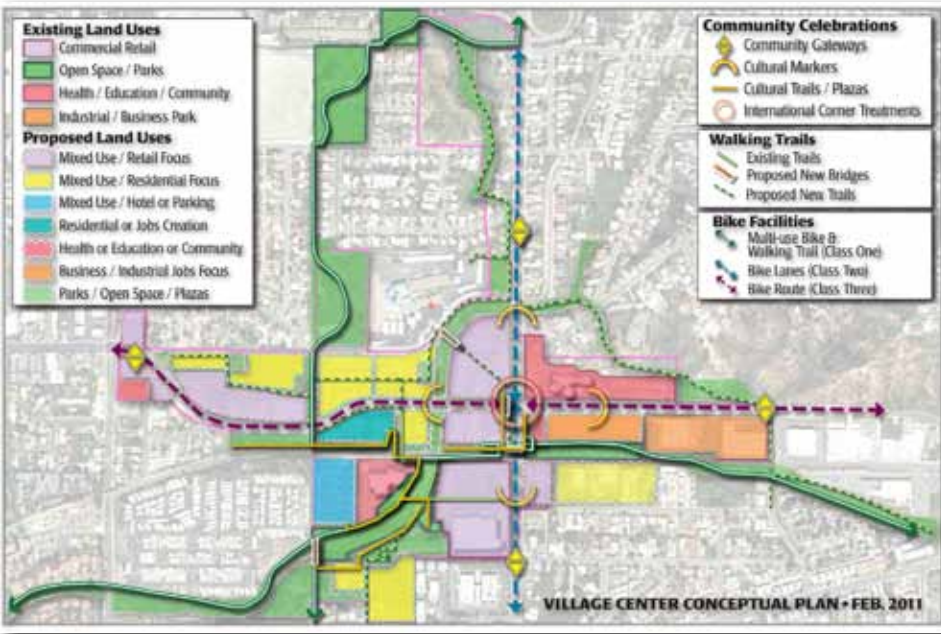 Existing Land Uses
Commercial Retail
Open Space / Parks
Health / Education / Community
Industrial / Business Park
Proposed Land Uses
Mixed Use / Retail Focus
Mixed Use / Residential Focus
Mixed Use / Hotel or Parking
Residential or Jobs Creation
Health or Education or Community
Business / Industrial Jobs Focus
Parks / Open Space / Plazas
Community Celebrations
Community Gateways
Cultural Markers
Cultural Trails / Plazas
International Corner Treatments
Walking Trails
Existing Trails
Proposed New Bridges
Proposed New Trails
Bike Facilities
Multi-use Bike &
Walking Trail (Class One)
Bike Lanes (Class Two)
Bike Route (Class Three)
VILLAGE CENTER CONCEPTUAL PLAN • FEB. 2011